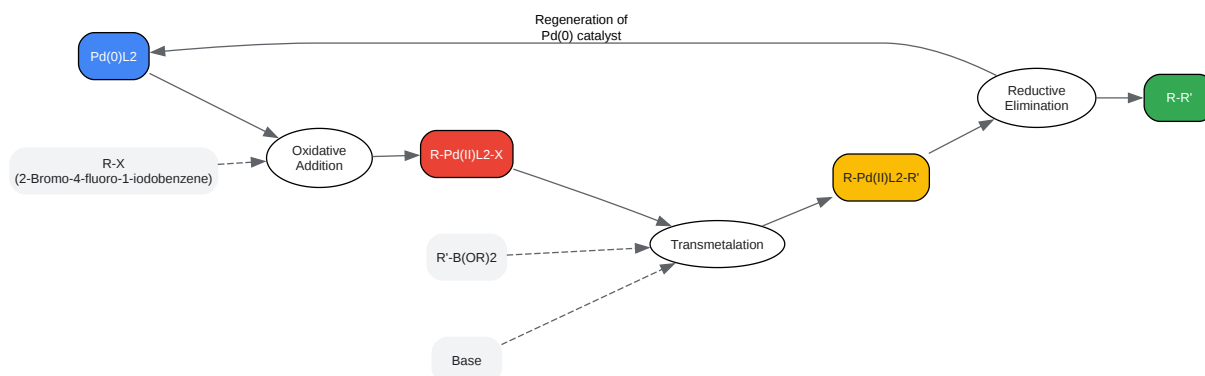 Regeneration of
Pd(0) catalyst
Pd(0)L2
Reductive
Elimination
R-R'
Oxidative
Addition
R-Pd(II)L2-X
R-X
(2-Bromo-4-fluoro-1-iodobenzene)
R-Pd(II)L2-R'
Transmetalation
R'-B(OR)2
Base